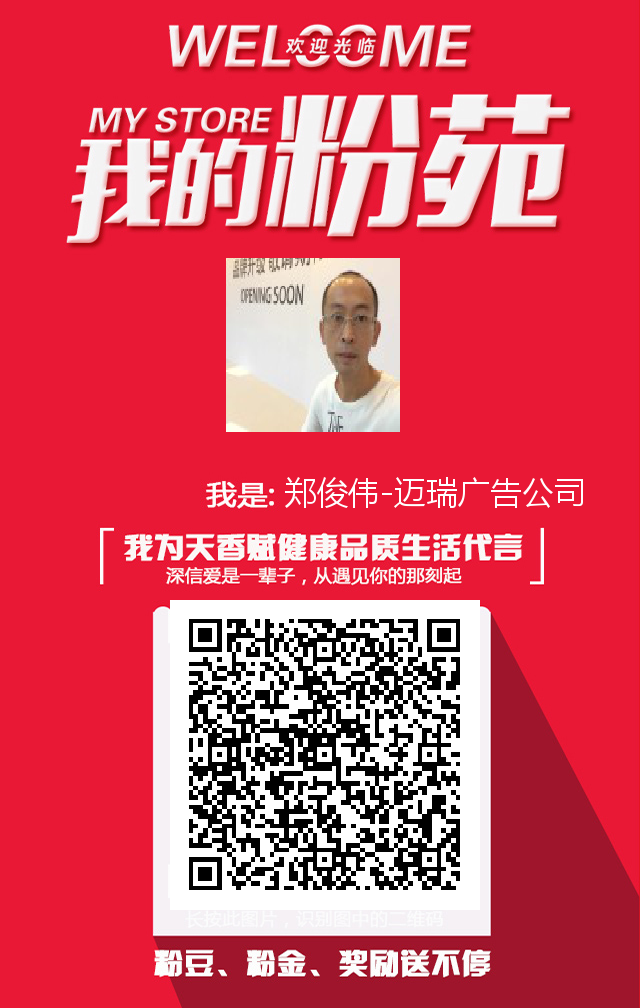 WELCOME
欢迎光临
MY STORE
我的粉苑
OPENING SOON
THE
我是: 郑俊伟-迈瑞广告公司
我为天香赋健康品质生活代言
深信爱是一辈子，从遇见你的那刻起
长按此图片，识别图中的二维码
粉豆、粉金、奖励送不停